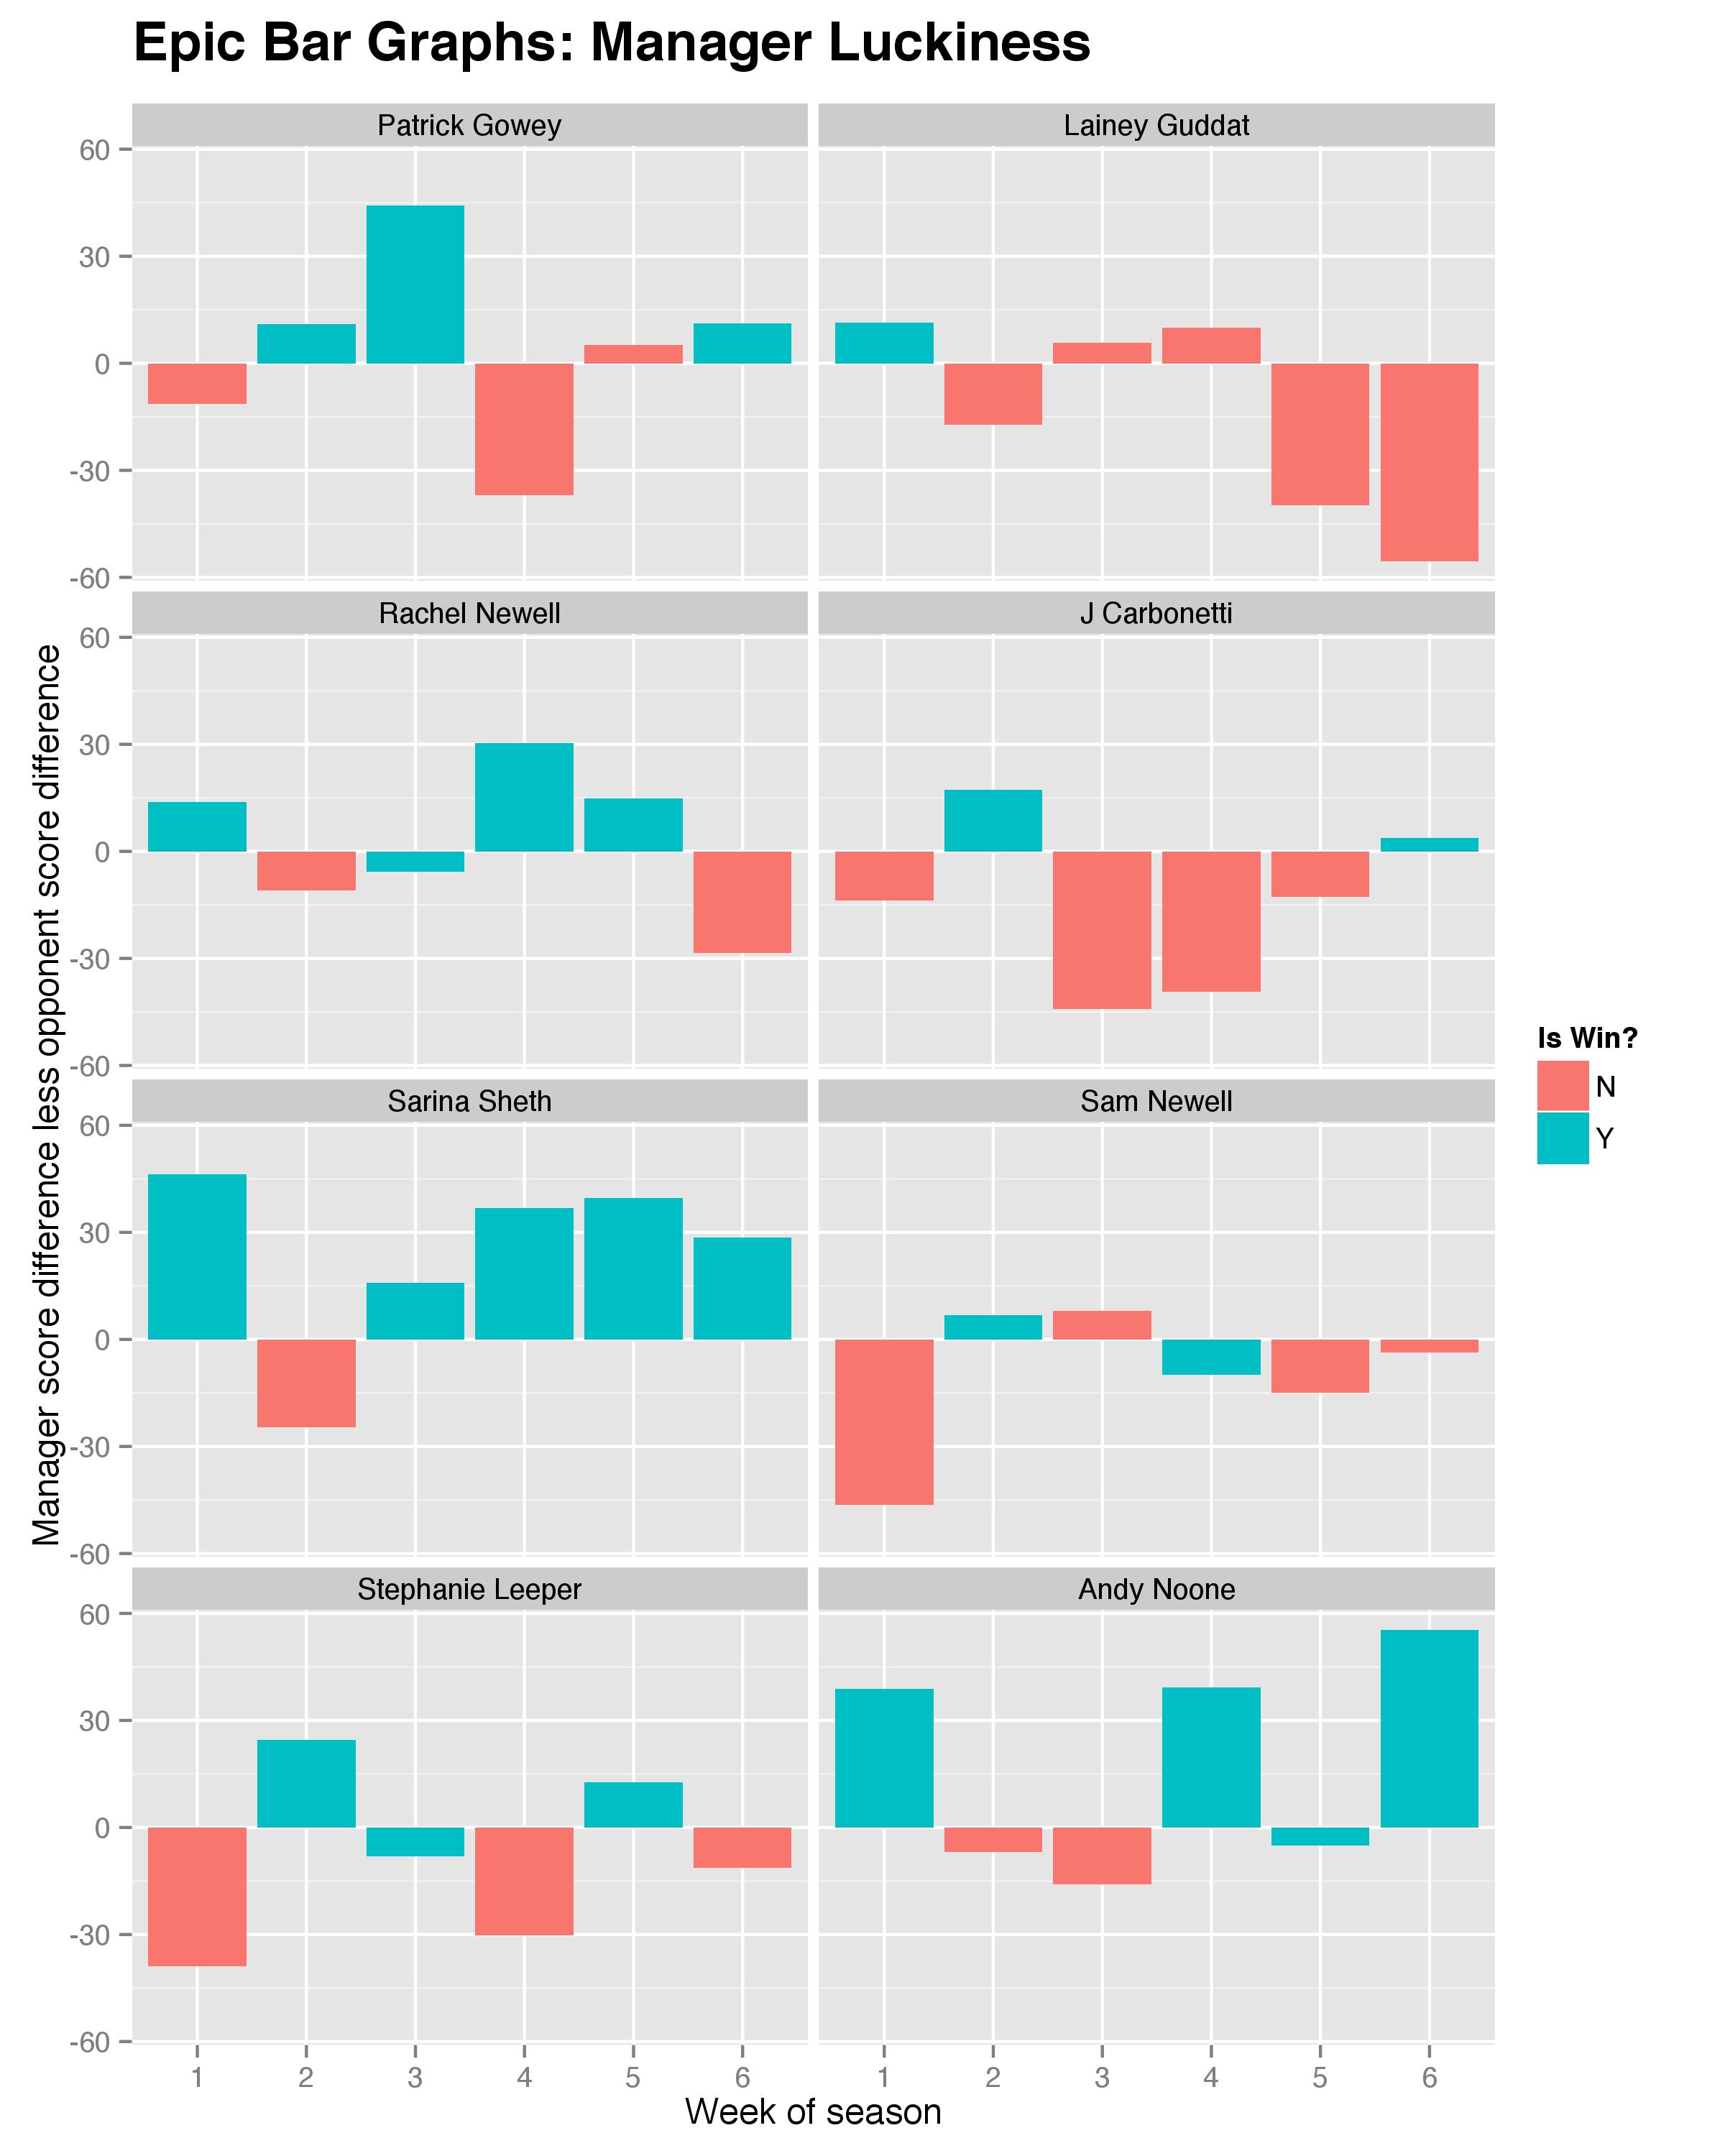 Epic Bar Graphs: Manager Luckiness
Patrick Gowey
Lainey Guddat
60
30
0
-30
-60
Rachel Newell
J Carbonetti
60
30
0
-30
-60
Sarina Sheth
Sam Newell
60
30
0
-30
-60
Stephanie Leeper
Andy Noone
60
30
0
-30
-60
1 2 3 4 5 6
1 2 3 4 5 6
Week of season
Manager score difference less opponent score difference
Is Win?
N
Y